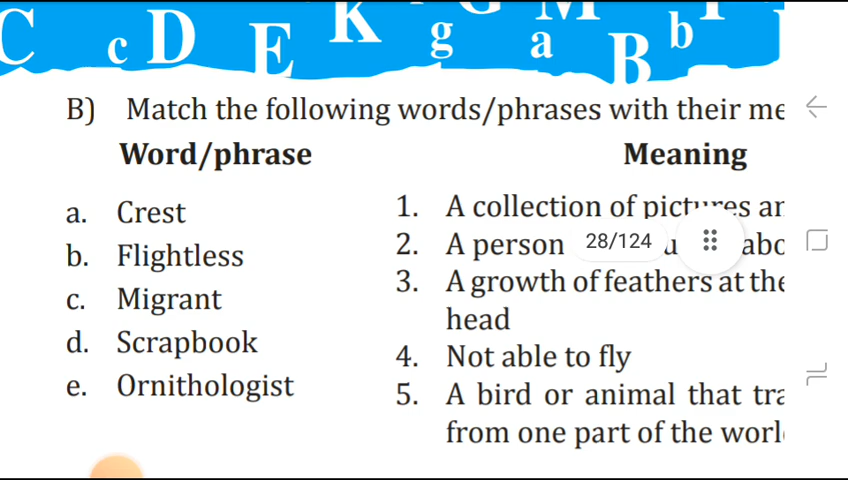 C c D E K g a M B b
B) Match the following words/phrases with their me
Word/phrase Meaning
a. Crest
b. Flightless
c. Migrant
d. Scrapbook
e. Ornithologist
1. A collection of pictures an
2. A person abo
28/124
3. A growth of feathers at the
head
4. Not able to fly
5. A bird or animal that tra
from one part of the worl